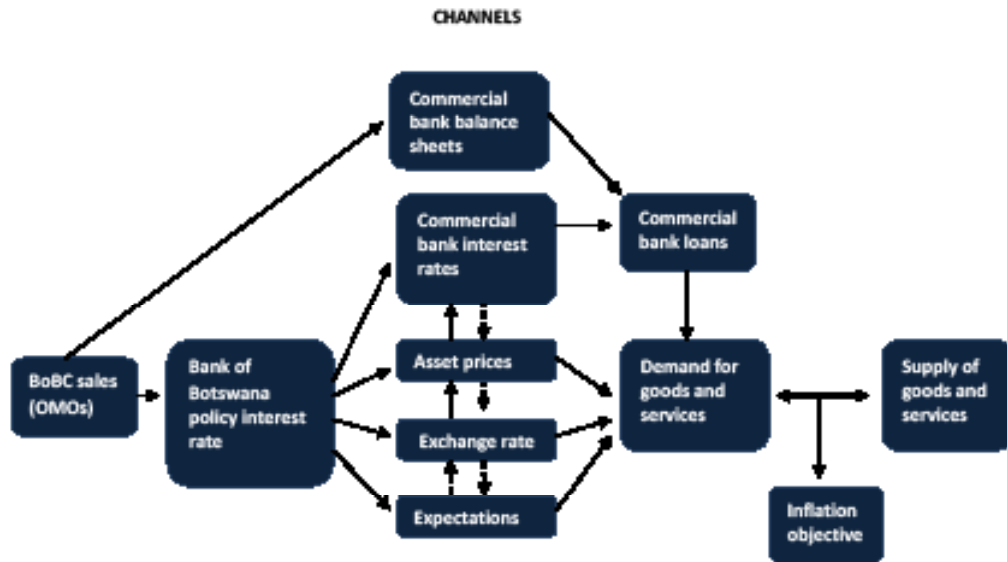 CHANNELS
Commercial
bank balance
sheets
Commercial
bank interest
rates
Commercial
bank loans
BoBC sales
(OMOs)
Bank of
Botswana
policy interest
rate
Asset prices
Exchange rate
Expectations
Demand for
goods and
services
Supply of
goods and
services
Inflation
objective